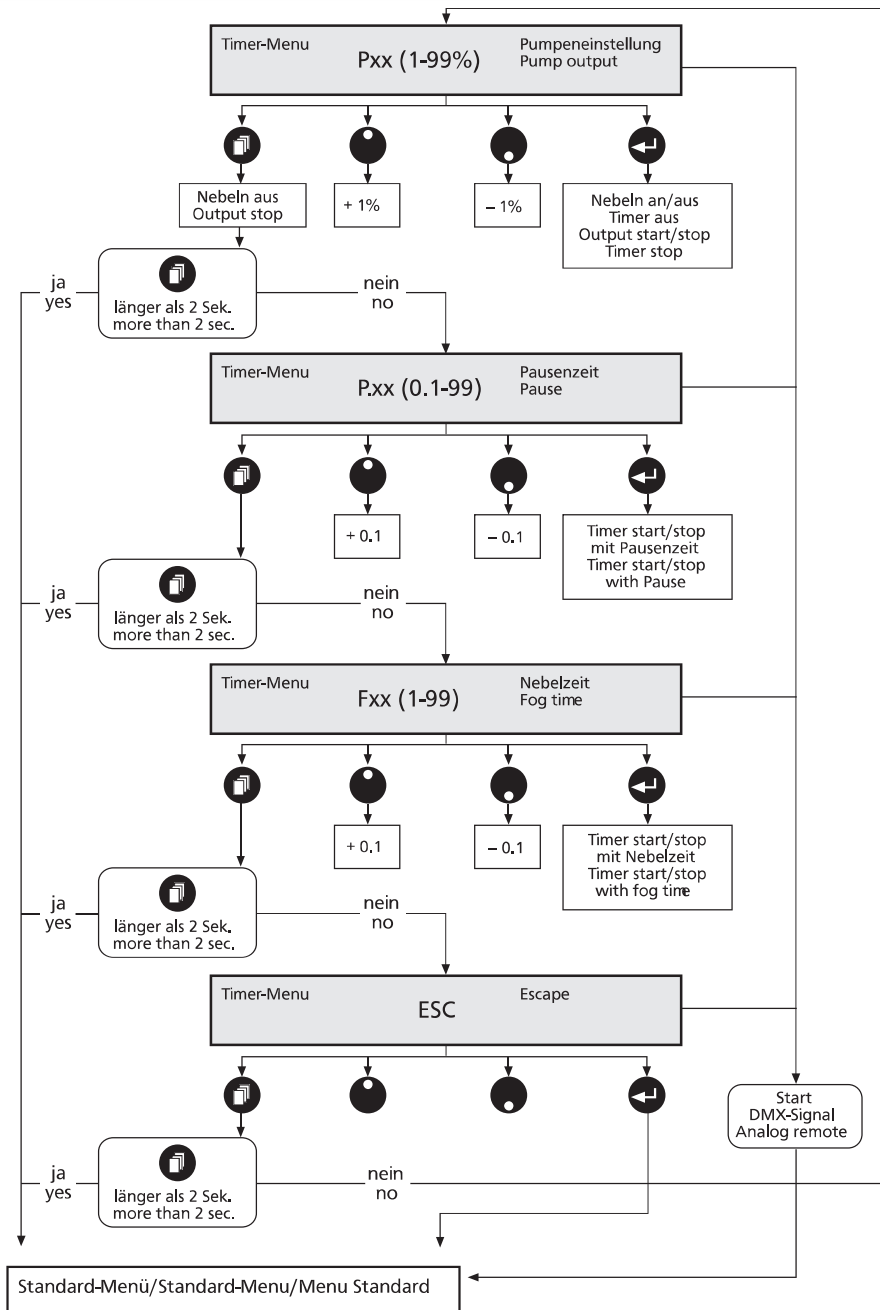 Timer-Menu
Pxx (1-99%)
Pumpeneinstellung
Pump output
Nebeln aus
Output stop
+ 1%
– 1%
Nebeln an/aus
Timer aus
Output start/stop
Timer stop
ja
yes
länger als 2 Sek.
more than 2 sec.
nein
no
Timer-Menu
P.xx (0.1-99)
Pausenzeit
Pause
+ 0.1
– 0.1
Timer start/stop
mit Pausenzeit
Timer start/stop
with Pause
ja
yes
länger als 2 Sek.
more than 2 sec.
nein
no
Timer-Menu
Fxx (1-99)
Nebelzeit
Fog time
+ 0.1
– 0.1
Timer start/stop
mit Nebelzeit
Timer start/stop
with fog time
ja
yes
länger als 2 Sek.
more than 2 sec.
nein
no
Timer-Menu
ESC
Escape
Start
DMX-Signal
Analog remote
ja
yes
länger als 2 Sek.
more than 2 sec.
nein
no
Standard-Menü/Standard-Menu/Menu Standard